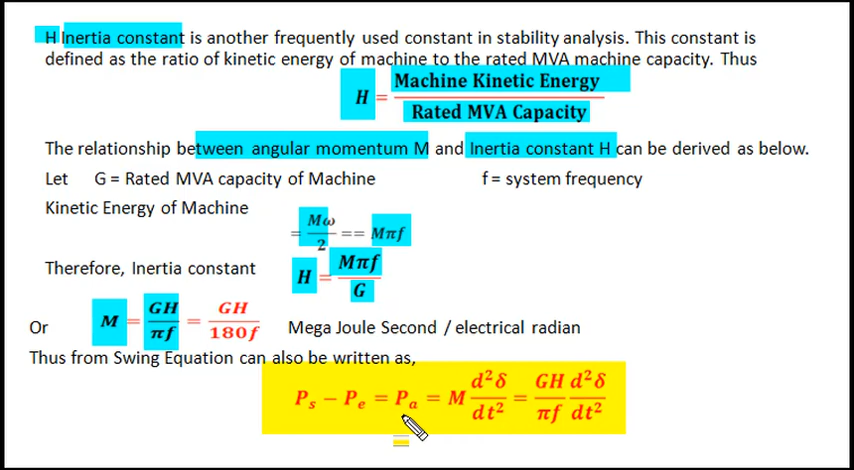 H Inertia constant is another frequently used constant in stability analysis. This constant is
defined as the ratio of kinetic energy of machine to the rated MVA machine capacity. Thus
H = Machine Kinetic Energy / Rated MVA Capacity
The relationship between angular momentum M and Inertia constant H can be derived as below.
Let G = Rated MVA capacity of Machine f = system frequency
Kinetic Energy of Machine = Mω / 2 == Mπf
Therefore, Inertia constant H = Mπf / G
Or M = GH / πf = GH / 180f Mega Joule Second / electrical radian
Thus from Swing Equation can also be written as,
Pₛ − Pₑ = Pₐ = M d²δ / dt² = GH / πf d²δ / dt²